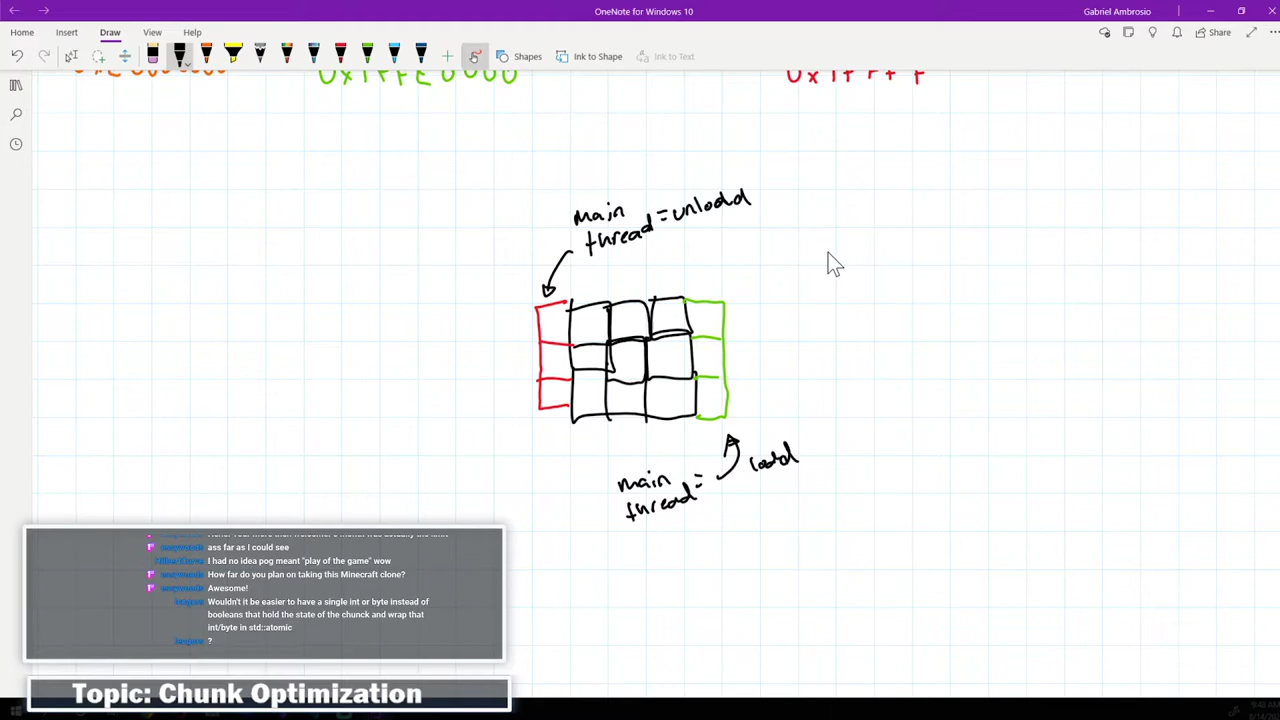 OneNote for Windows 10
Gabriel Ambrosio
Home
Insert
Draw
View
Help
Share
Shapes
Ink to Shape
Ink to Text
0x1FFE0000
0x1FFFF
main
thread = unload
main
thread =
load
ass far as I could see
I had no idea pog meant "play of the game" wow
How far do you plan on taking this Minecraft clone?
Awesome!
Wouldn't it be easier to have a single int or byte instead of
booleans that hold the state of the chunck and wrap that
int/byte in std::atomic
?
Topic: Chunk Optimization